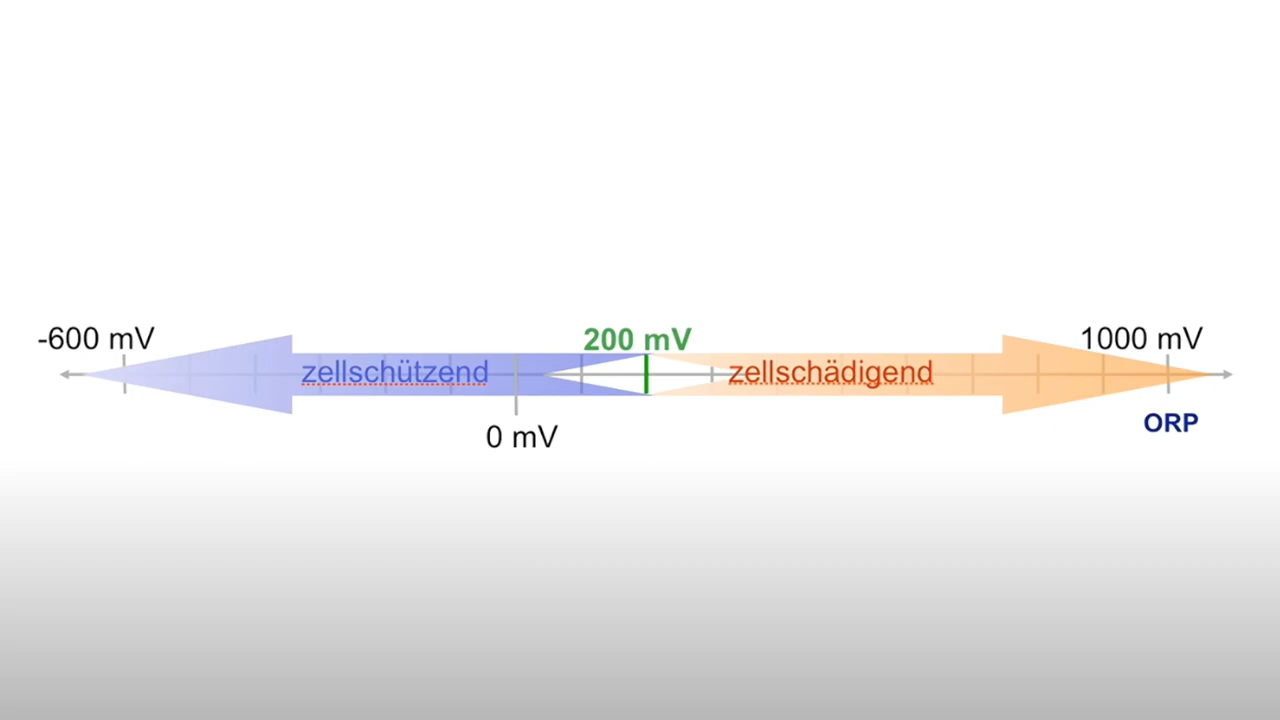 -600 mV
200 mV
1000 mV
zellschützend
zellschädigend
0 mV
ORP